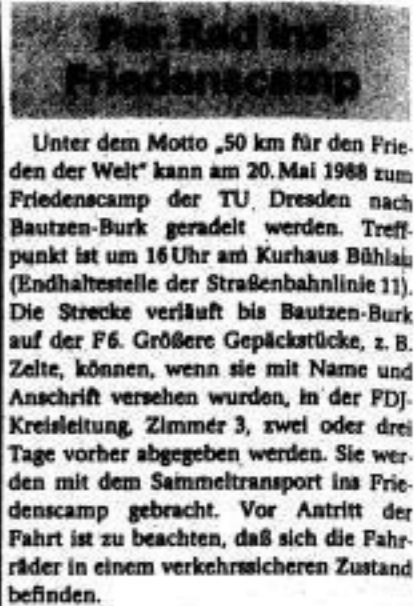 Per Rad ins
Friedenscamp
Unter dem Motto „50 km für den Frie-
den der Welt“ kann am 20. Mai 1988 zum
Friedenscamp der TU Dresden nach
Bautzen-Burk geradelt werden. Treff-
punkt ist um 16 Uhr am Kurhaus Bühlau
(Endhaltestelle der Straßenbahnlinie 11).
Die Strecke verläuft bis Bautzen-Burk
auf der F6. Größere Gepäckstücke, z. B.
Zelte, können, wenn sie mit Name und
Anschrift versehen wurden, in der FDJ-
Kreisleitung, Zimmer 3, zwei oder drei
Tage vorher abgegeben werden. Sie wer-
den mit dem Sammeltransport ins Frie-
denscamp gebracht. Vor Antritt der
Fahrt ist zu beachten, daß sich die Fahr-
räder in einem verkehrssicheren Zustand
befinden.